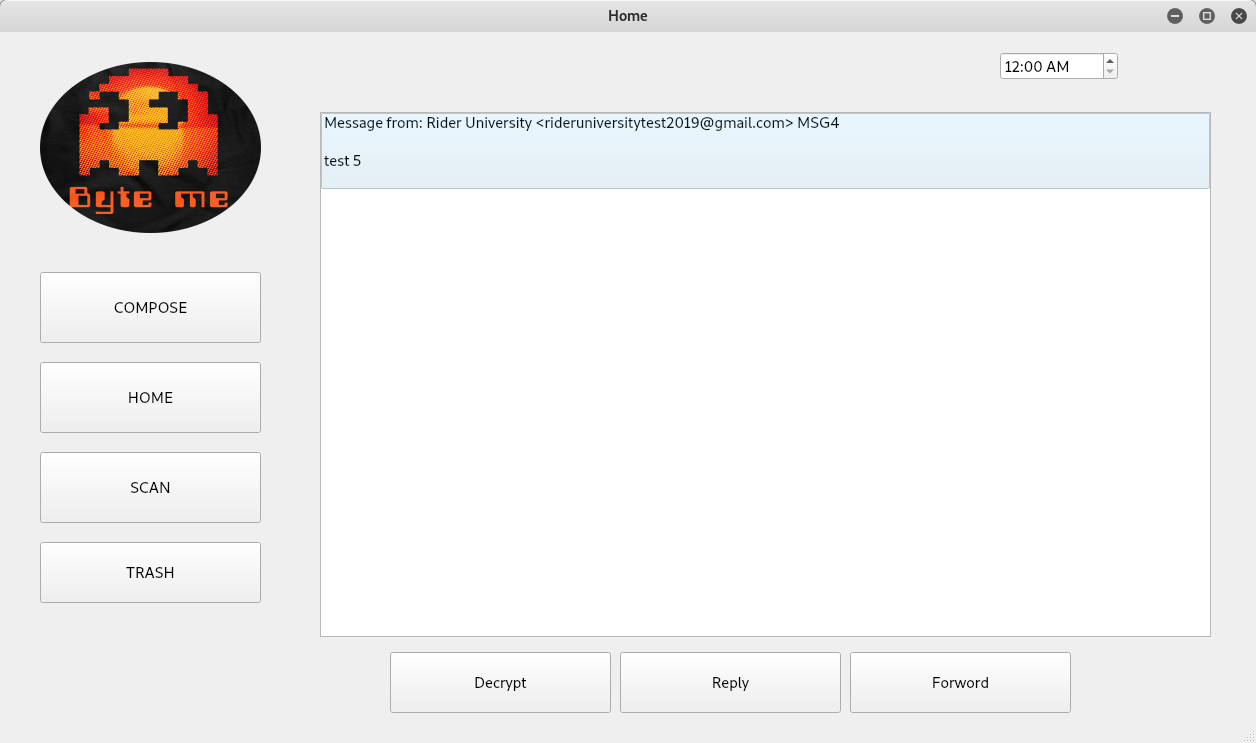 Home
12:00 AM
Byte me
Message from: Rider University <rideruniversitytest2019@gmail.com> MSG4
test 5
COMPOSE
HOME
SCAN
TRASH
Decrypt
Reply
Forword